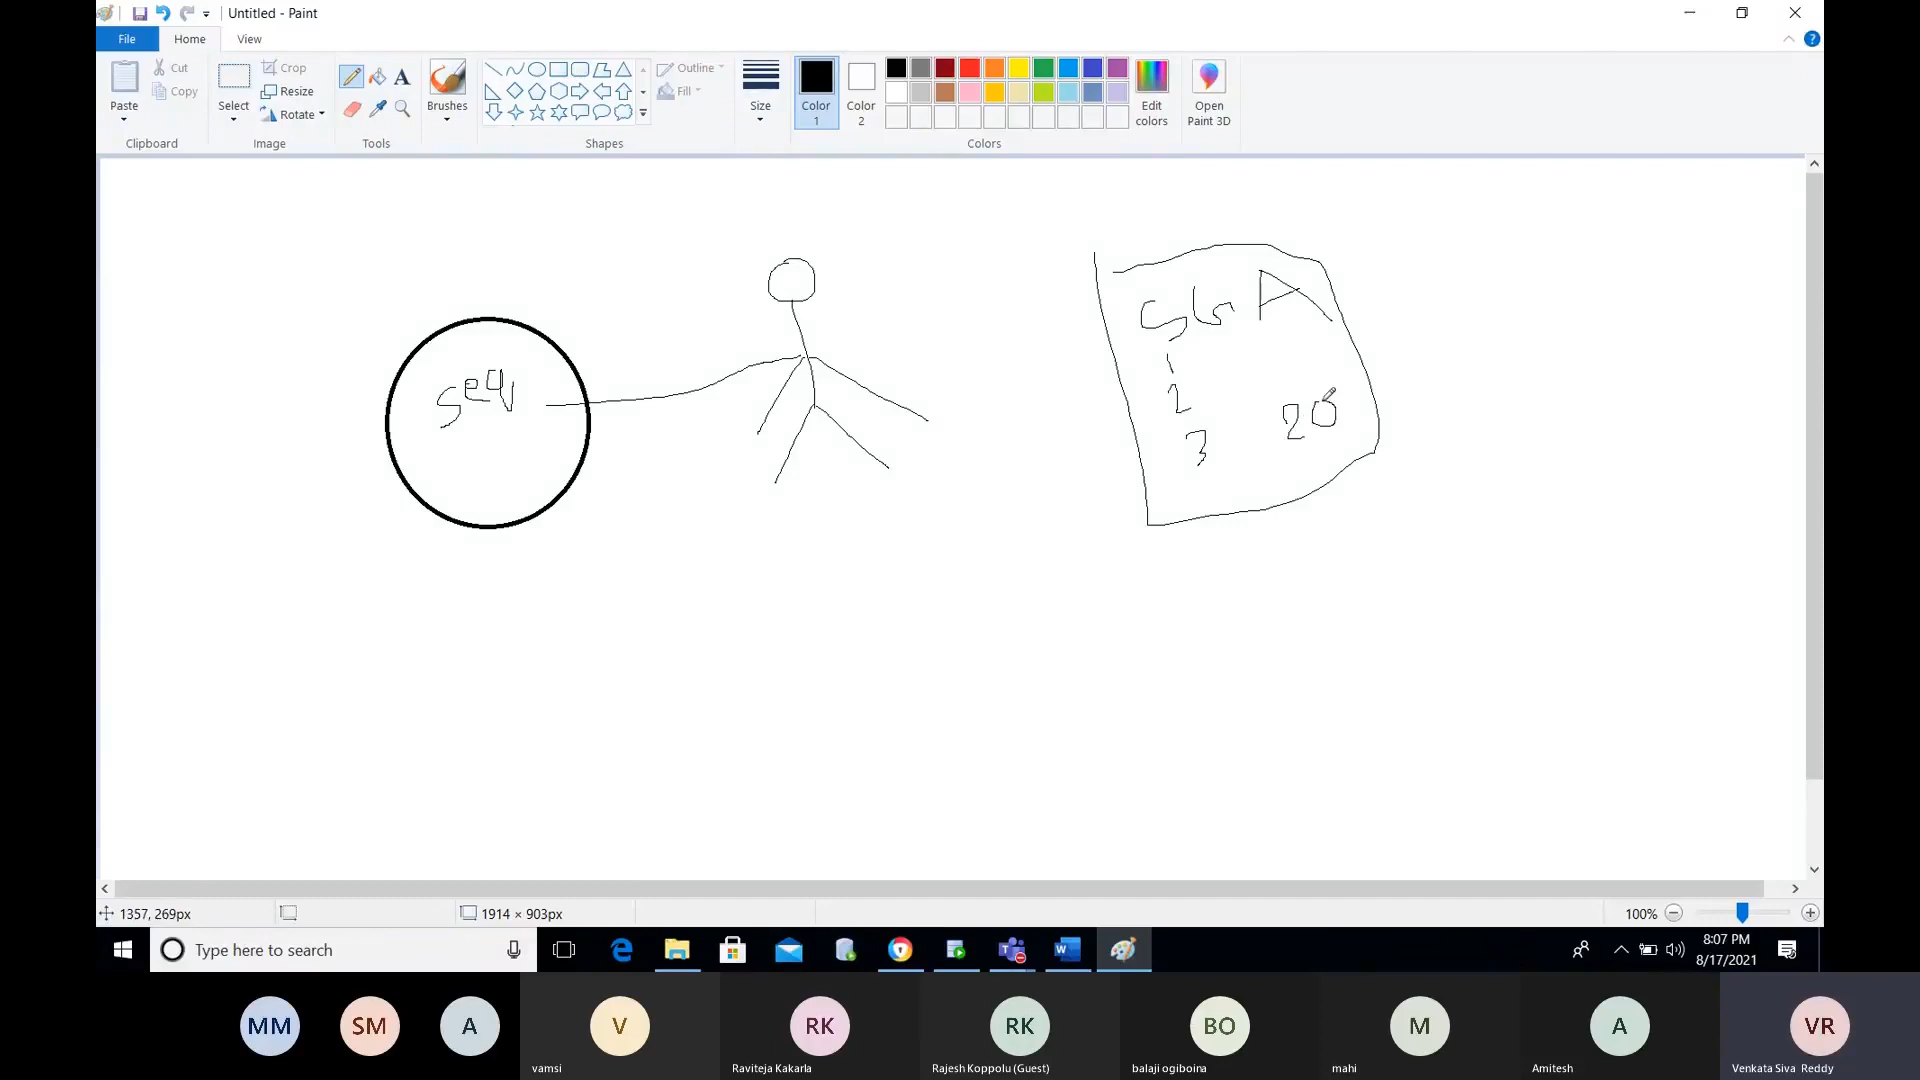 Untitled - Paint
File Home View
Paste
Cut
Copy
Clipboard
Select
Crop
Resize
Rotate
Image
Tools
Brushes
Shapes
Outline
Fill
Size
Color 1
Color 2
Edit colors
Colors
Open Paint 3D
seq
A
1
2
3
20
1357, 269px
1914 × 903px
100%
Type here to search
8:07 PM
8/17/2021
MM
SM
A
V
RK
RK
BO
M
A
VR
vamsi
Raviteja Kakarla
Rajesh Koppolu (Guest)
balaji ogiboina
mahi
Amitesh
Venkata Siva Reddy